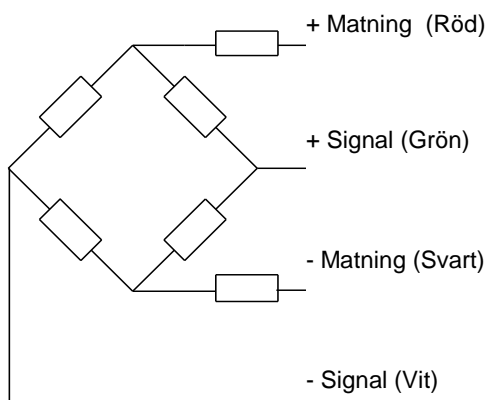 + Matning  (Röd)
+ Signal (Grön)
- Matning (Svart)
- Signal (Vit)